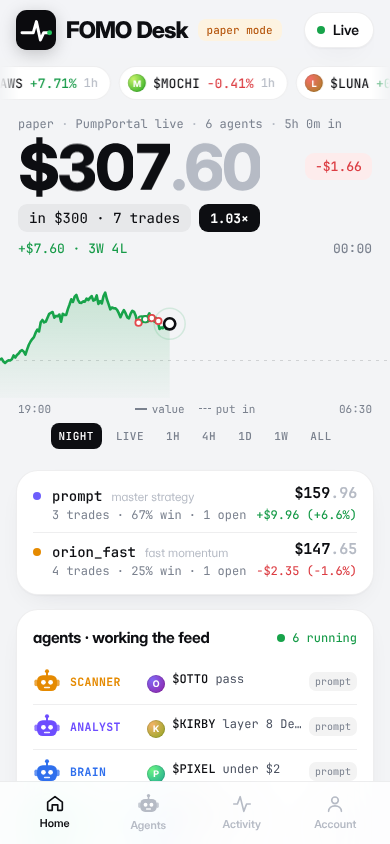 FOMO Desk paper mode Live
AWS +7.71% 1h $MOCHI -0.41% 1h L $LUNA
paper · PumpPortal live · 6 agents · 5h 0m in
$307.60 -$1.66
in $300 · 7 trades 1.03×
+$7.60 · 3W 4L 00:00
19:00 value put in 06:30
NIGHT LIVE 1H 4H 1D 1W ALL
prompt master strategy $159.96
3 trades · 67% win · 1 open +$9.96 (+6.6%)
orion_fast fast momentum $147.65
4 trades · 25% win · 1 open -$2.35 (-1.6%)
agents · working the feed 6 running
SCANNER O $OTTO pass prompt
ANALYST K $KIRBY layer 8 De… prompt
BRAIN P $PIXEL under $2 prompt
Home Agents Activity Account